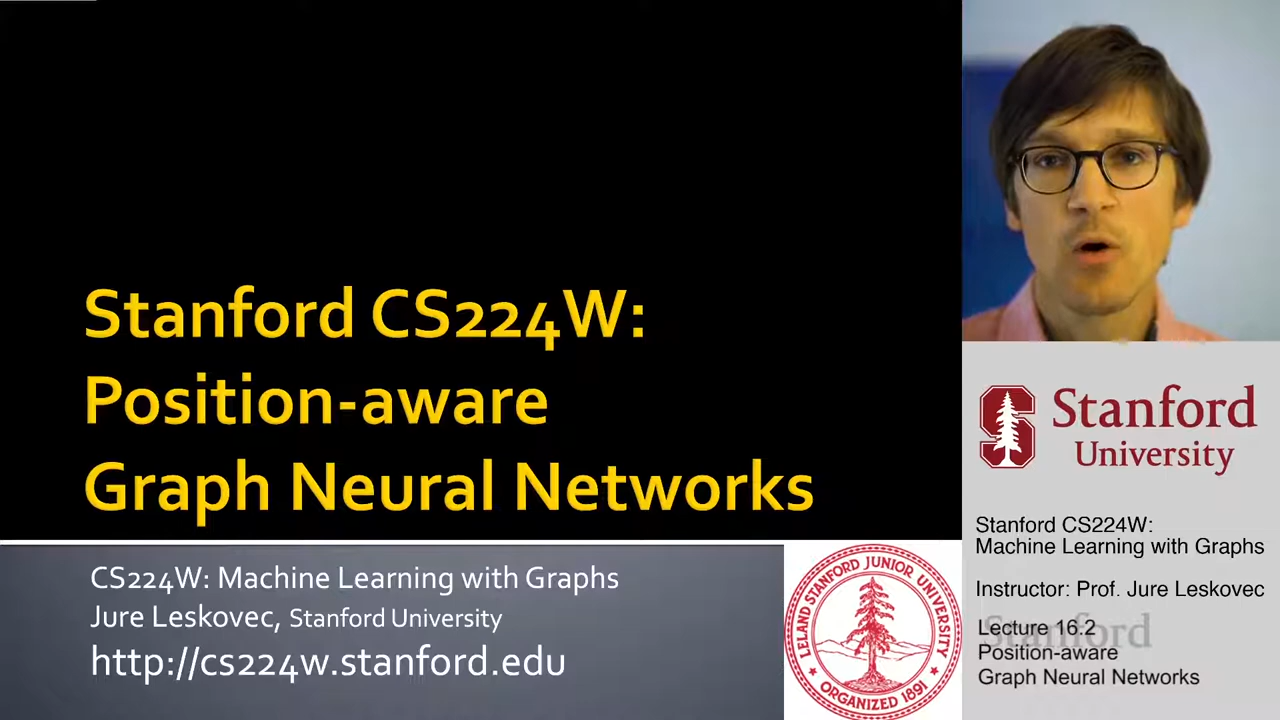 Stanford CS224W:
Position-aware
Graph Neural Networks
CS224W: Machine Learning with Graphs
Jure Leskovec, Stanford University
http://cs224w.stanford.edu
LELAND STANFORD JUNIOR UNIVERSITY
ORGANIZED 1891
Stanford
University
Stanford CS224W:
Machine Learning with Graphs
Instructor: Prof. Jure Leskovec
Stanford
Lecture 16.2
Position-aware
Graph Neural Networks